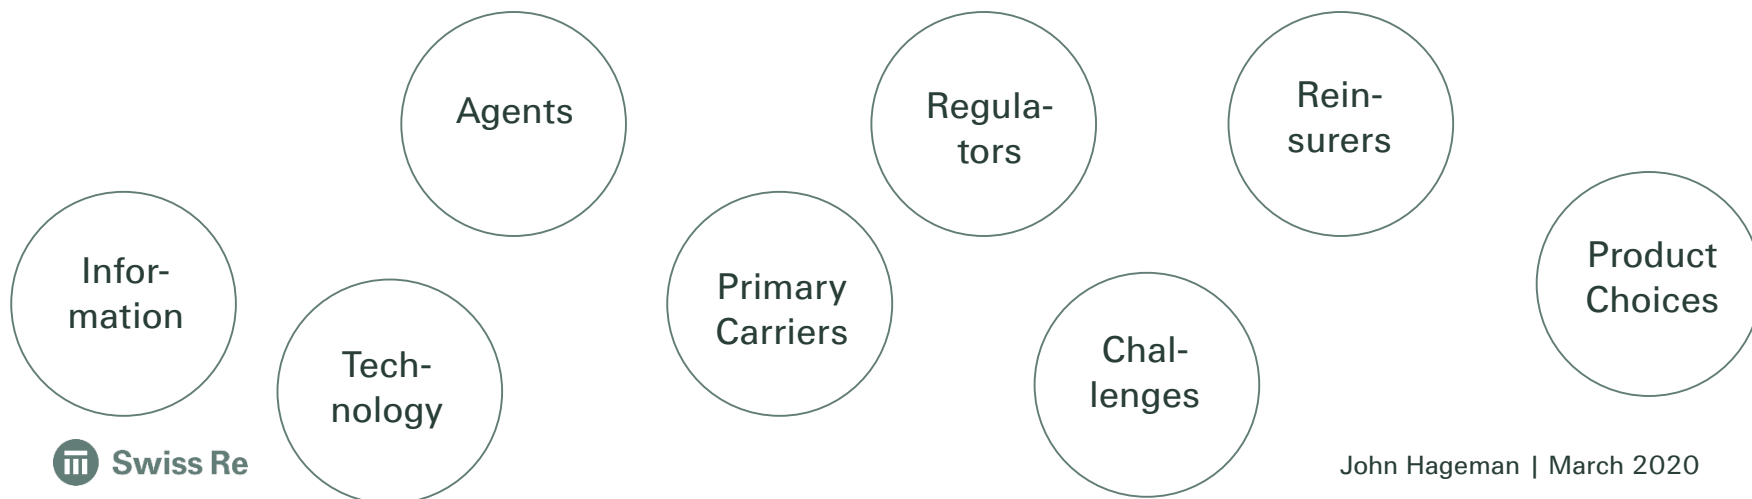 Agents
Regula-
tors
Rein-
surers
Infor-
mation
Tech-
nology
Primary
Carriers
Chal-
lenges
Product
Choices
Swiss Re
John Hageman | March 2020